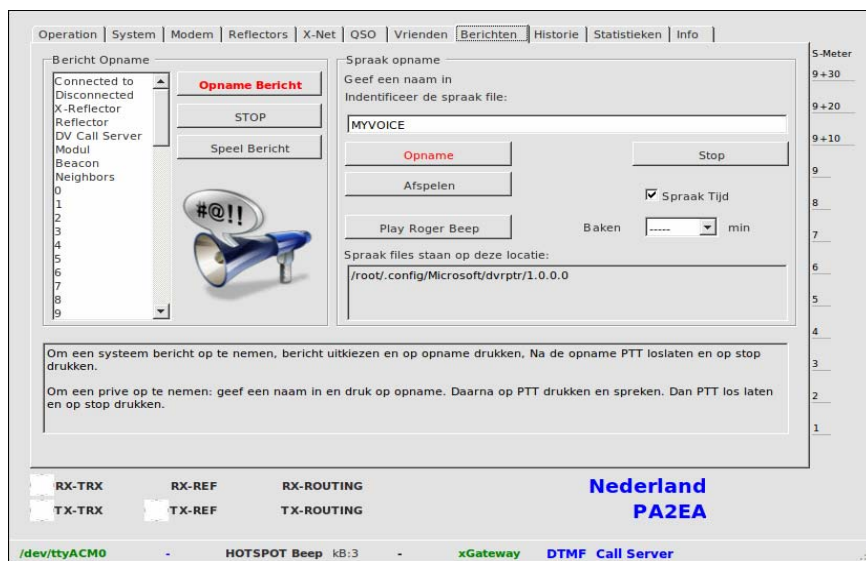 Operation System Modem Reflectors X-Net QSO Vrienden Berichten Historie Statistieken Info
Bericht Opname
Connected to
Disconnected
X-Reflector
Reflector
DV Call Server
Modul
Beacon
Neighbors
0
1
2
3
4
5
6
7
8
9
Opname Bericht
STOP
Speel Bericht
#@!!
Spraak opname
Geef een naam in
Indentificeer de spraak file:
MYVOICE
Opname
Stop
Afspelen
Spraak Tijd
Play Roger Beep
Baken ----- min
Spraak files staan op deze locatie:
/root/.config/Microsoft/dvrptr/1.0.0.0
S-Meter
9+30
9+20
9+10
9
8
7
6
5
4
3
2
1
Om een systeem bericht op te nemen, bericht uitkiezen en op opname drukken, Na de opname PTT loslaten en op stop
drukken.
Om een prive op te nemen: geef een naam in en druk op opname. Daarna op PTT drukken en spreken. Dan PTT los laten
en op stop drukken.
RX-TRX RX-REF RX-ROUTING
TX-TRX TX-REF TX-ROUTING
Nederland
PA2EA
/dev/ttyACM0 - HOTSPOT Beep kB:3 - xGateway DTMF Call Server